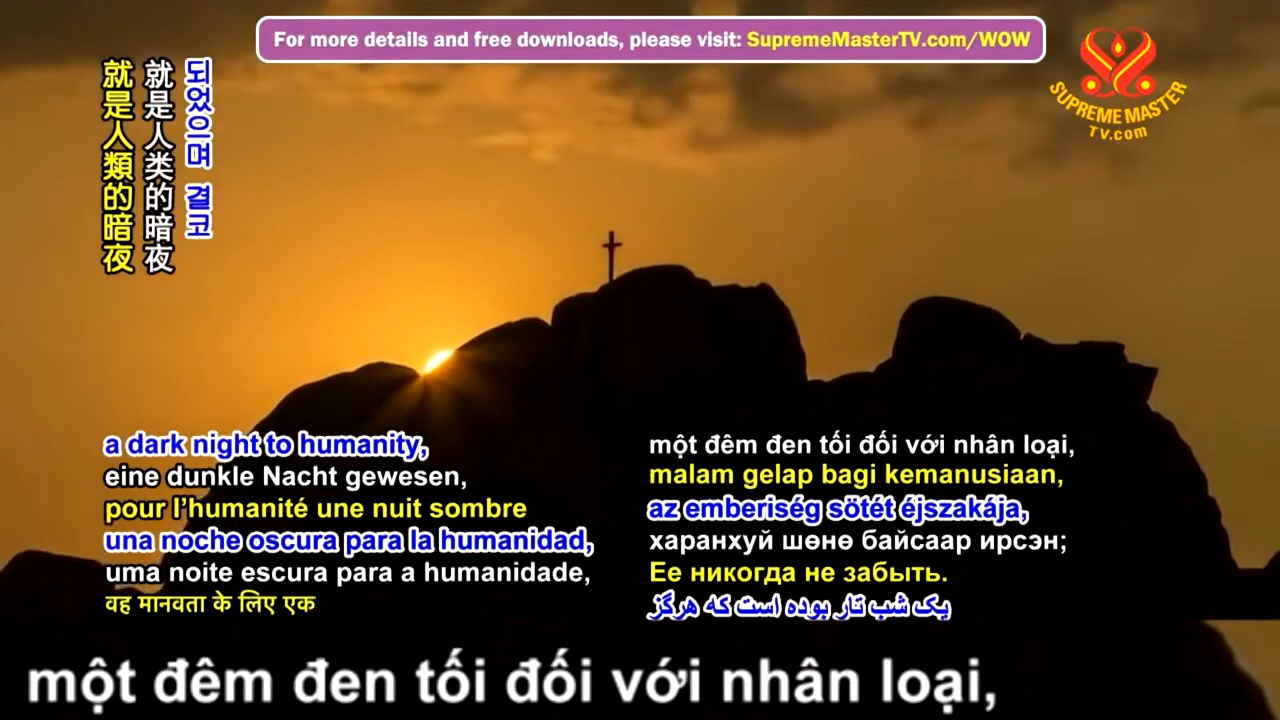 For more details and free downloads, please visit: SupremeMasterTV.com/WOW
SUPREME MASTER
TV.com
되었으며 결코
就是人类的暗夜
就是人類的暗夜
a dark night to humanity,
eine dunkle Nacht gewesen,
pour l’humanité une nuit sombre
una noche oscura para la humanidad,
uma noite escura para a humanidade,
वह मानवता के लिए एक
một đêm đen tối đối với nhân loại,
malam gelap bagi kemanusiaan,
az emberiség sötét éjszakája,
харанхуй шөнө байсаар ирсэн;
Ее никогда не забыть.
یک شب تار بوده است که هرگز
một đêm đen tối đối với nhân loại,